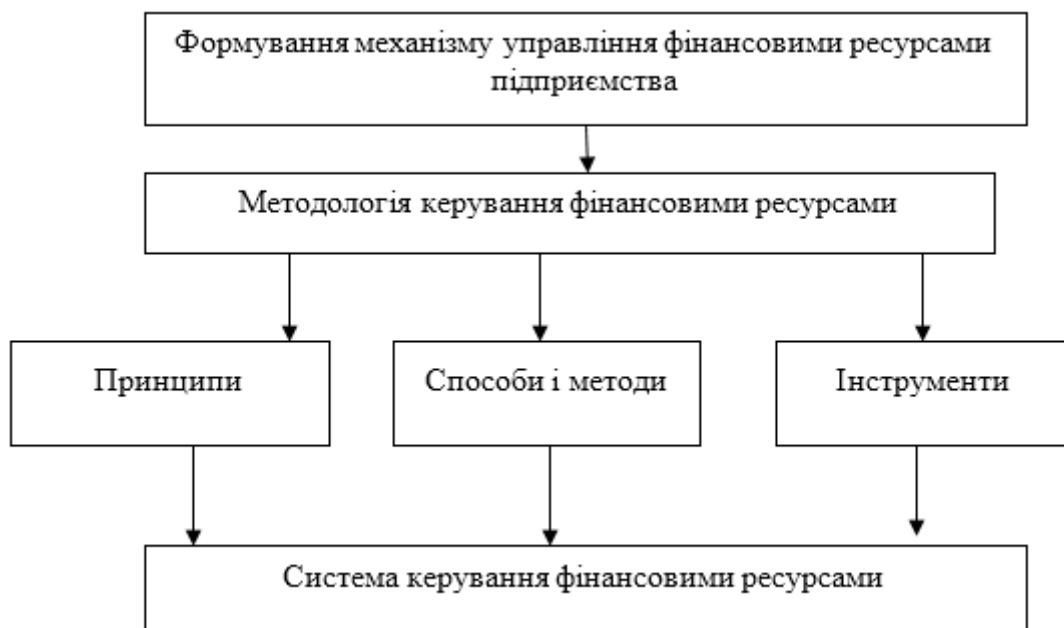 Формування механізму управління фінансовими ресурсами
підприємства
Методологія керування фінансовими ресурсами
Принципи
Способи і методи
Інструменти
Система керування фінансовими ресурсами